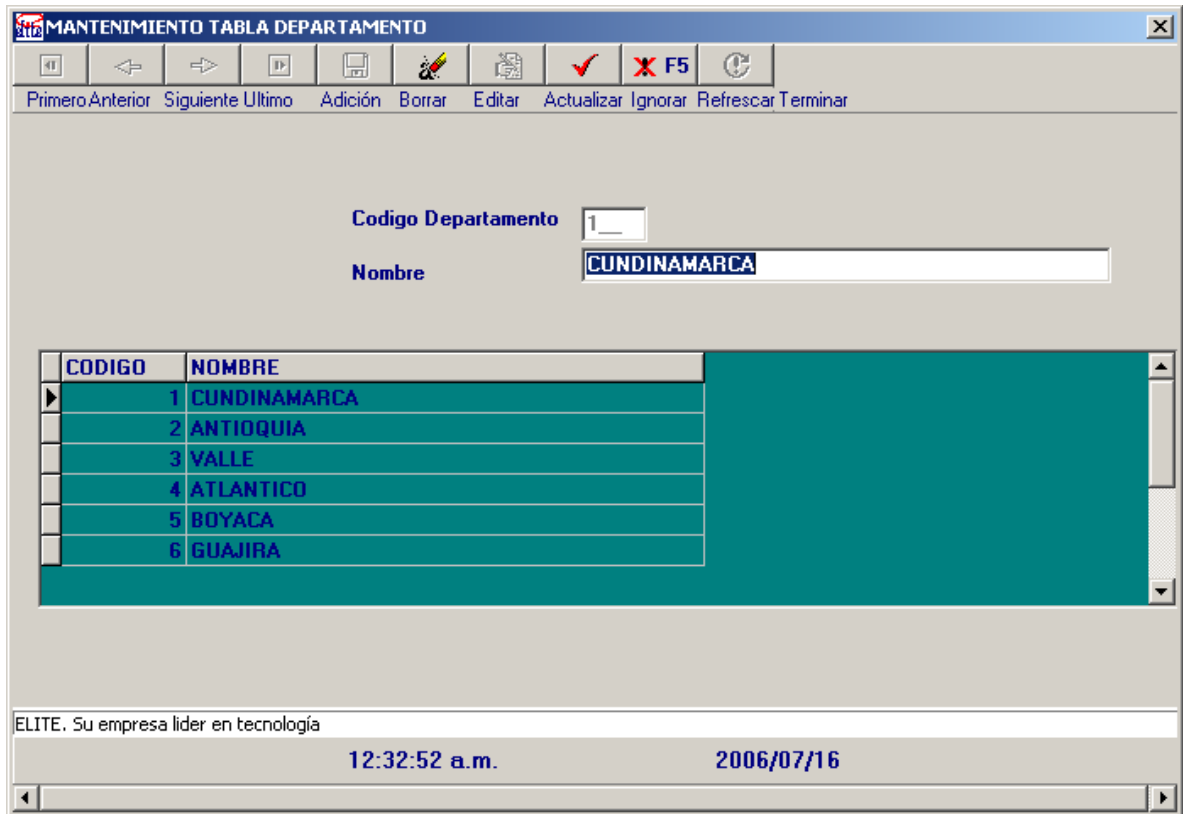 MANTENIMIENTO TABLA DEPARTAMENTO
F5
Primero Anterior Siguiente Ultimo Adición Borrar Editar Actualizar Ignorar Refrescar Terminar
Codigo Departamento 1__
Nombre CUNDINAMARCA
CODIGO NOMBRE
1 CUNDINAMARCA
2 ANTIOQUIA
3 VALLE
4 ATLANTICO
5 BOYACA
6 GUAJIRA
ELITE. Su empresa lider en tecnología
12:32:52 a.m. 2006/07/16